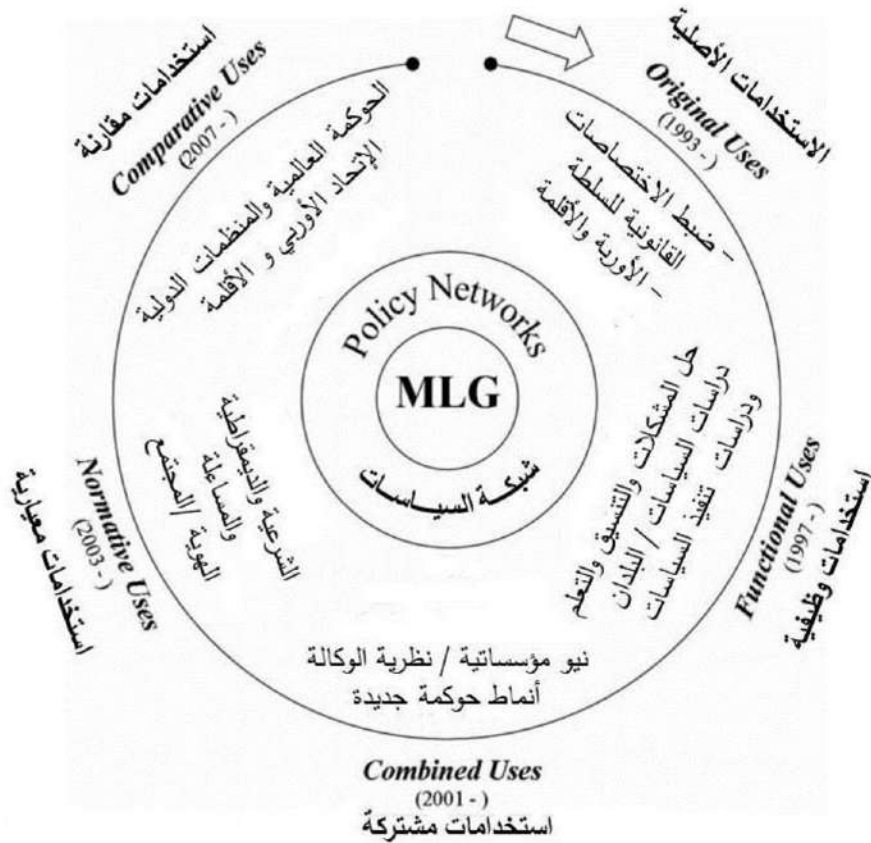 الاستخدامات الأصلية
Original Uses
(1993 - )
– ضبط الاختصاصات
القانونية للسلطة
– الأوربة والأقلمة
استخدامات وظيفية
Functional Uses
(1997 - )
حل المشكلات والتنسيق والتعلم
دراسات السياسات / البلدان
ودراسات تنفيذ السياسات
Combined Uses
(2001 - )
استخدامات مشتركة
نيو مؤسساتية / نظرية الوكالة
أنماط حوكمة جديدة
Normative Uses
(2003 - )
استخدامات معيارية
الشرعية والديمقراطية
والمساءلة
الهوية /المجتمع
استخدامات مقارنة
Comparative Uses
(2007 - )
الحوكمة العالمية والمنظمات الدولية
الإتحاد الأوربي و الأقلمة
Policy Networks
MLG
شبكة السياسات